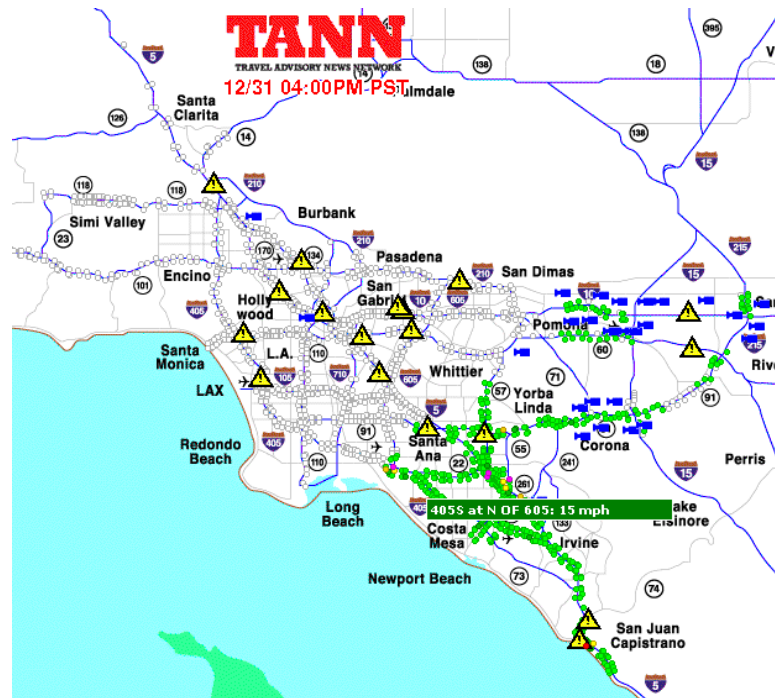 TANN
TRAVEL ADVISORY NEWS NETWORK
12/31 04:00PM PST
395
5
14
138
18
Santa
Clarita
126
14
138
15
118
118
210
Simi Valley
Burbank
215
23
170
134
210
Pasadena
15
101
Encino
San Dimas
210
San
Gabri
10
605
15
Holly
wood
405
Pomona
Santa
Monica
L.A.
110
60
215
LAX
105
710
605
Whittier
57
71
Yorba
Linda
91
5
91
Santa
Ana
55
Corona
Redondo
Beach
405
22
241
Perris
110
261
15
Long
Beach
405
405S at N OF 605: 15 mph
Elsinore
Costa
Mesa
133
Irvine
Newport Beach
73
74
San Juan
Capistrano
5